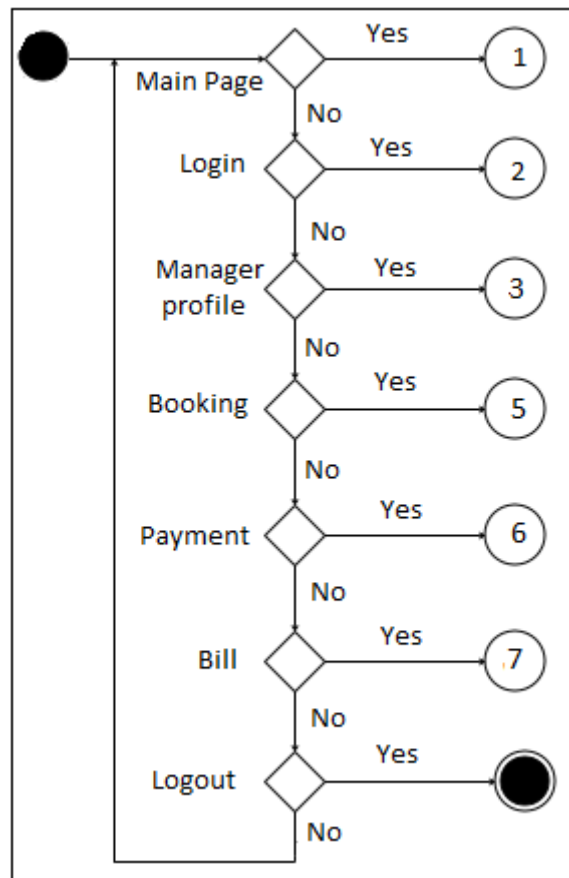 Yes
1
Main Page
No
Login
Yes
2
No
Manager
profile
Yes
3
No
Booking
Yes
5
No
Payment
Yes
6
No
Bill
Yes
7
No
Logout
Yes
No